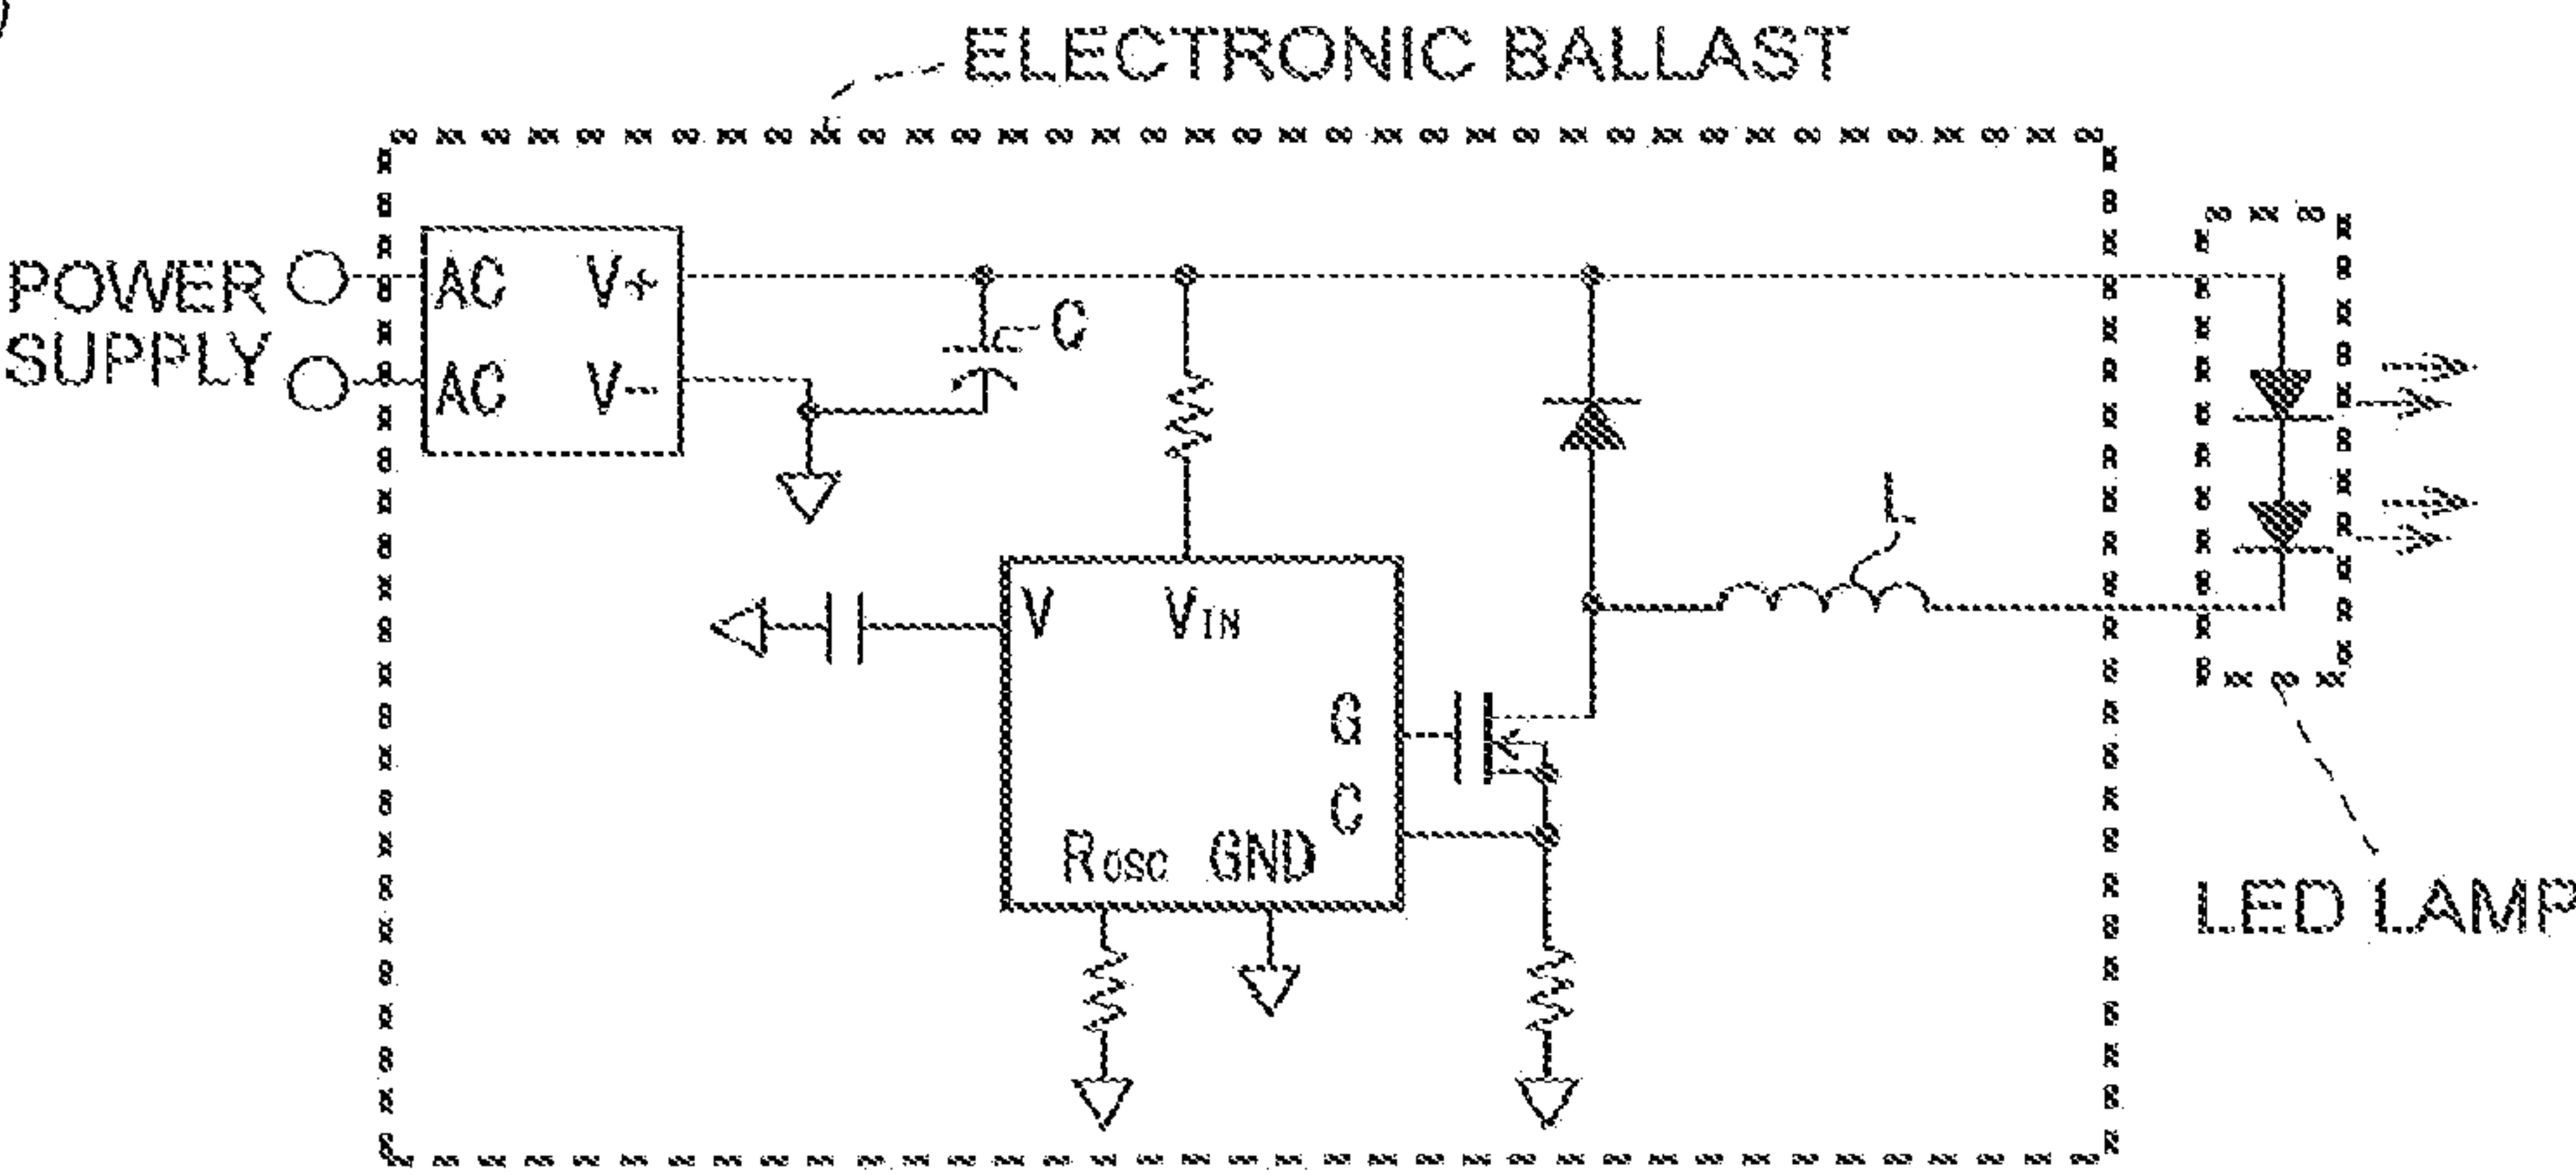 ELECTRONIC BALLAST
POWER
SUPPLY
AC V+
AC V-
C
L
V VIN
G
C
ROSC GND
LED LAMP